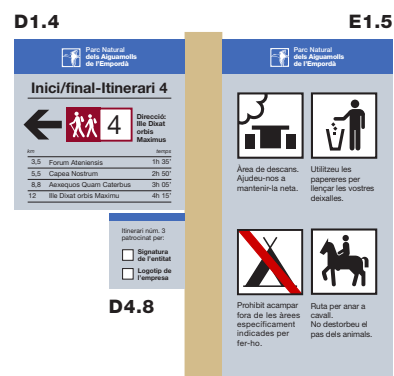 D1.4
E1.5
Parc Natural
dels Aiguamolls
de l'Empordà
Inici/final-Itinerari 4
4
Direcció:
Ille Dixat
orbis
Maximus
km temps
3,5 Forum Ateniensis 1h 35'
5,5 Capea Nostrum 2h 50'
8,8 Aexequos Quam Caterbus 3h 05'
12 Ille Dixat orbis Maximu 4h 15'
Itinerari núm. 3
patrocinat per:
Signatura
de l'entitat
Logotip de
l'empresa
D4.8
Parc Natural
dels Aiguamolls
de l'Empordà
Àrea de descans.
Ajudeu-nos a
mantenir-la neta.
Utilitzeu les
papereres per
llençar les vostres
deixalles.
Prohibit acampar
fora de les àrees
específicament
indicades per
fer-ho.
Ruta per anar a
cavall.
No destorbeu el
pas dels animals.